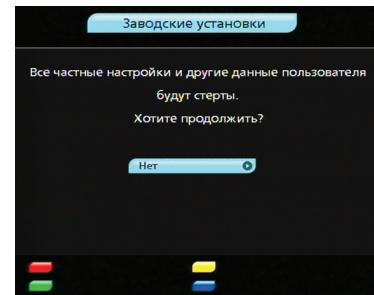 Заводские установки
Все частные настройки и другие данные пользователя
будут стерты.
Хотите продолжить?
Нет